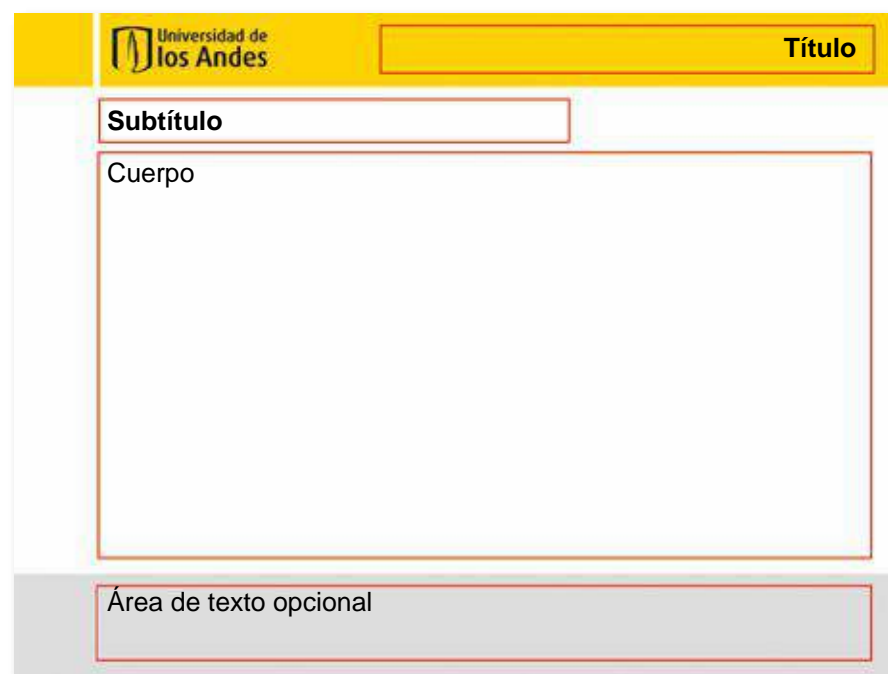 Universidad de
los Andes
Título
Subtítulo
Cuerpo
Área de texto opcional